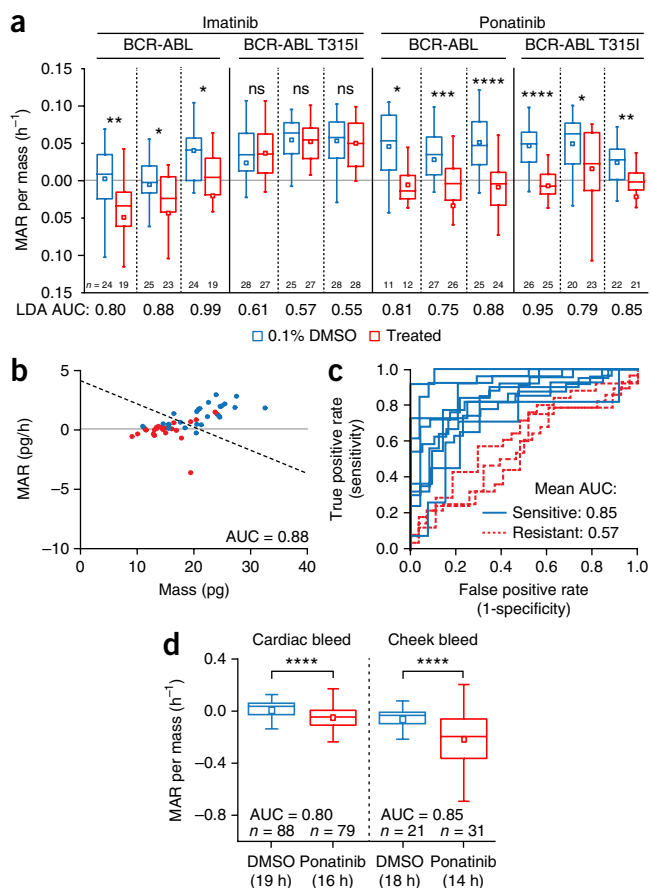 a
Imatinib
Ponatinib
BCR-ABL
BCR-ABL T315I
BCR-ABL
BCR-ABL T315I
MAR per mass (h⁻¹)
0.15
0.10
0.05
0.00
0.05
0.10
0.15
** * * ns ns ns * *** **** **** * **
n = 24 19 25 23 24 19 28 27 25 27 28 28 11 12 27 26 25 24 26 25 20 23 22 21
LDA AUC: 0.80 0.88 0.99 0.61 0.57 0.55 0.81 0.75 0.88 0.95 0.79 0.85
0.1% DMSO Treated
b
MAR (pg/h)
5
0
−5
−10
AUC = 0.88
0 10 20 30 40
Mass (pg)
c
True positive rate
(sensitivity)
1.0
0.8
0.6
0.4
0.2
0.0
Mean AUC:
Sensitive: 0.85
Resistant: 0.57
0.0 0.2 0.4 0.6 0.8 1.0
False positive rate
(1-specificity)
d
Cardiac bleed Cheek bleed
**** ****
MAR per mass (h⁻¹)
0.4
0.0
−0.4
−0.8
AUC = 0.80 AUC = 0.85
n = 88 n = 79 n = 21 n = 31
DMSO Ponatinib DMSO Ponatinib
(19 h) (16 h) (18 h) (14 h)